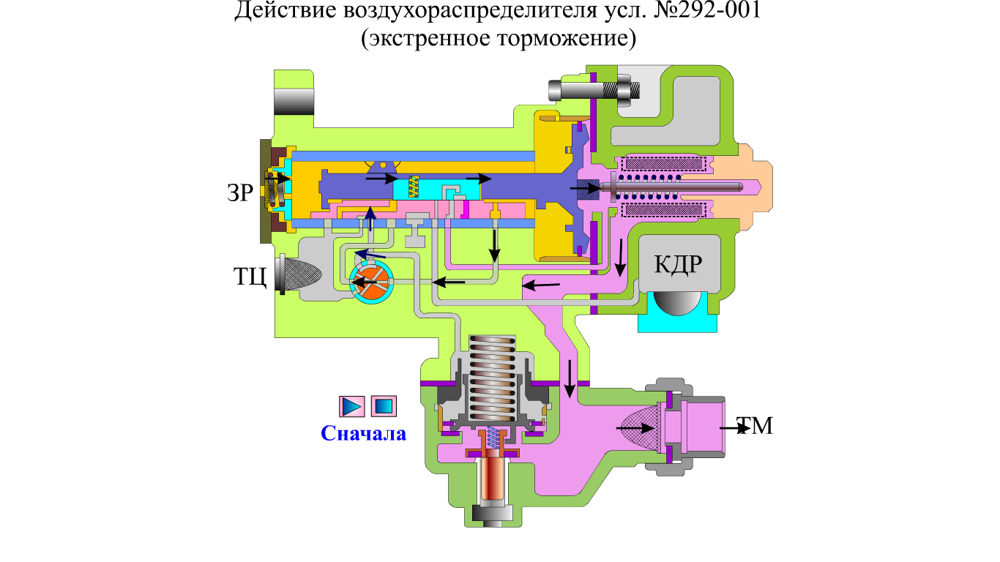 Действие воздухораспределителя усл. №292-001
(экстренное торможение)
ЗР
ТЦ
КДР
Сначала
ТМ